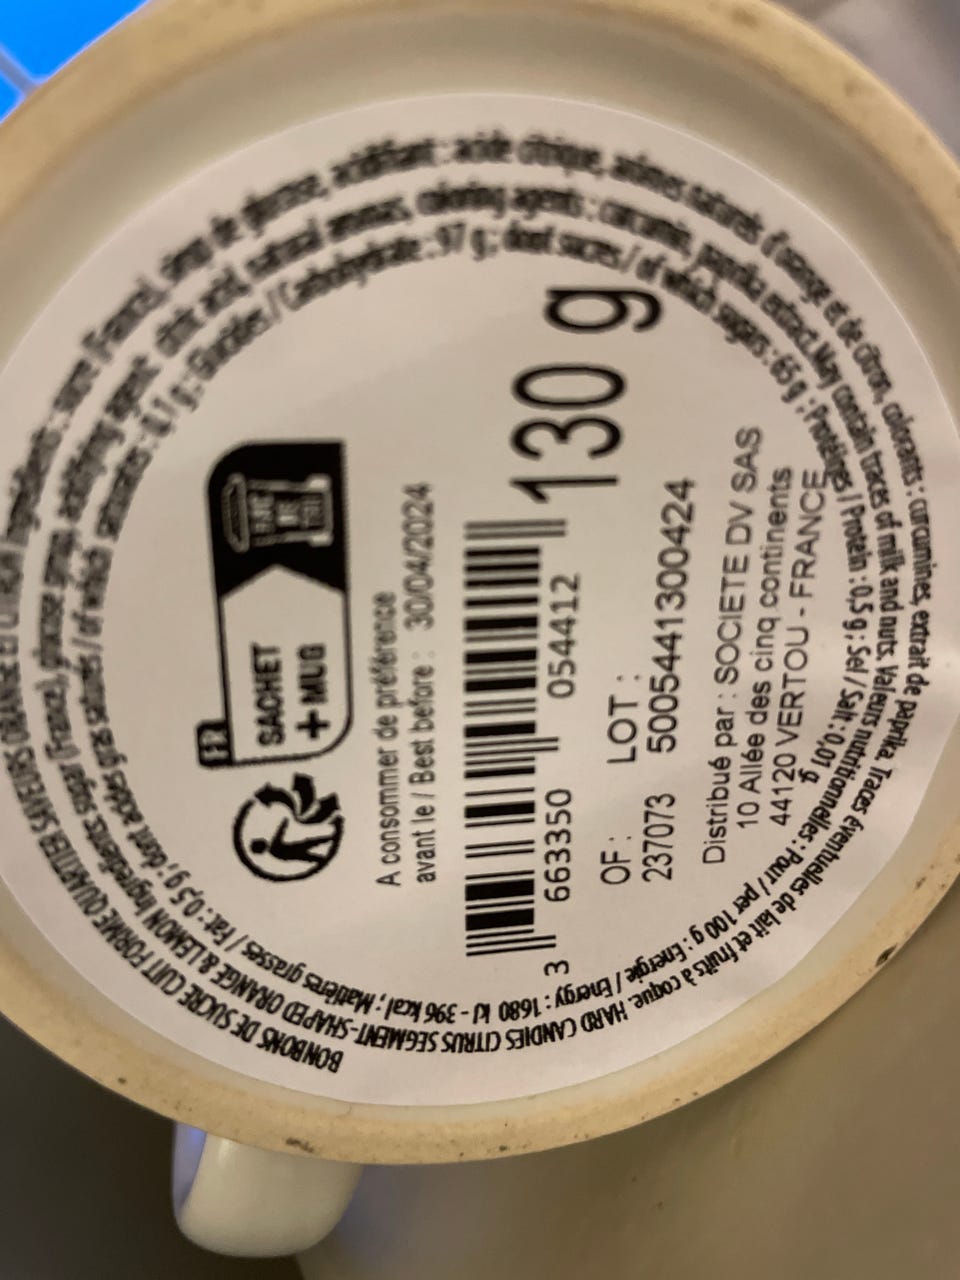 BONBONS DE SUCRE CUIT FORME QUARTIERS SAVEURS ORANGE ET CITRON Ingrédients : sucre (France), sirop de glucose, acidifiant : acide citrique, arômes naturels d'orange et de citron, colorants : curcumines, extrait de paprika. Traces éventuelles de lait et fruits à coque. HARD CANDIES CITRUS SEGMENT-SHAPED ORANGE & LEMON Ingredients: sugar (France), glucose syrup, acidifying agent: citric acid, natural aromas, coloring agents : curcumin, paprika extract. May contain traces of milk and nuts. Valeurs nutritionnelles : Pour / per 100 g : Energie / Energy : 1680 kJ - 396 kcal ; Matières grasses / Fat : 0,5 g ; dont acides gras saturés / of which saturates : 0,1 g ; Glucides / Carbohydrate : 97 g ; dont sucres / of which sugars : 65 g ; Protéines / Protein : 0,5 g ; Sel / Salt : 0,01 g
FR
SACHET
+ MUG
A consommer de préférence
avant le / Best before : 30/04/2024
3 663350 054412
130 g
OF : LOT :
237073 5005441300424
Distribué par : SOCIETE DV SAS
10 Allée des cinq continents
44120 VERTOU - FRANCE